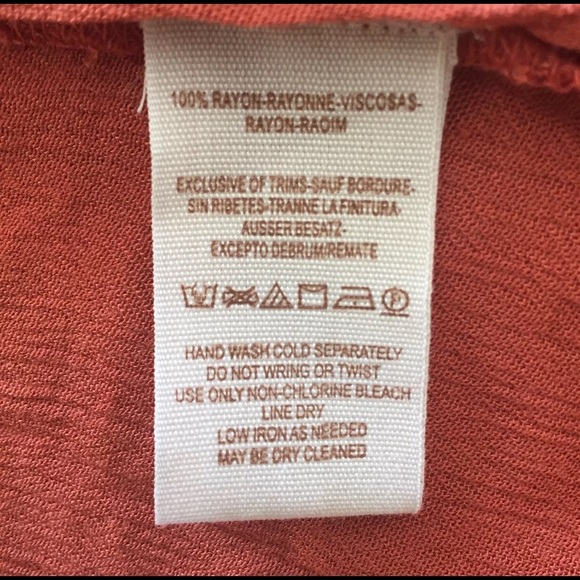 100% RAYON-RAYONNE-VISCOSAS-
RAYON-RAOIM
EXCLUSIVE OF TRIMS-SAUF BORDURE-
SIN RIBETES-TRANNE LA FINITURA-
AUSSER BESATZ-
EXCEPTO DEBRUM/REMATE
P
HAND WASH COLD SEPARATELY
DO NOT WRING OR TWIST
USE ONLY NON-CHLORINE BLEACH
LINE DRY
LOW IRON AS NEEDED
MAY BE DRY CLEANED